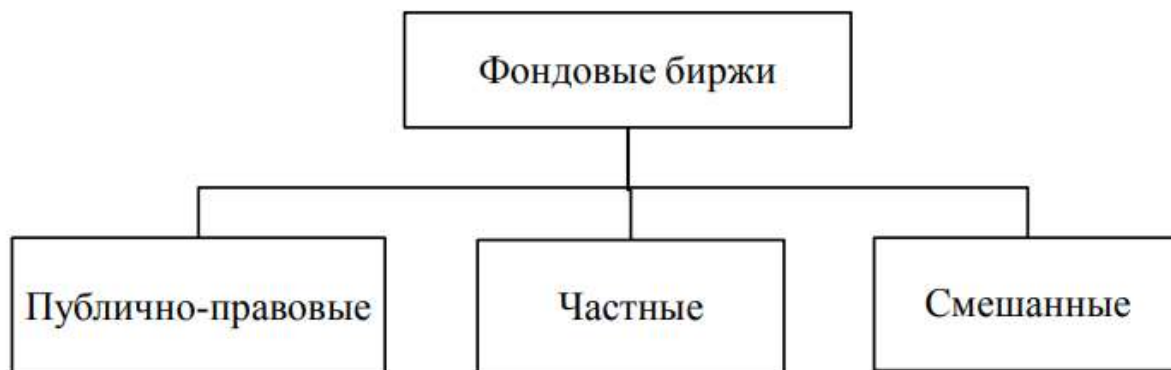 Фондовые биржи
Публично-правовые
Частные
Смешанные